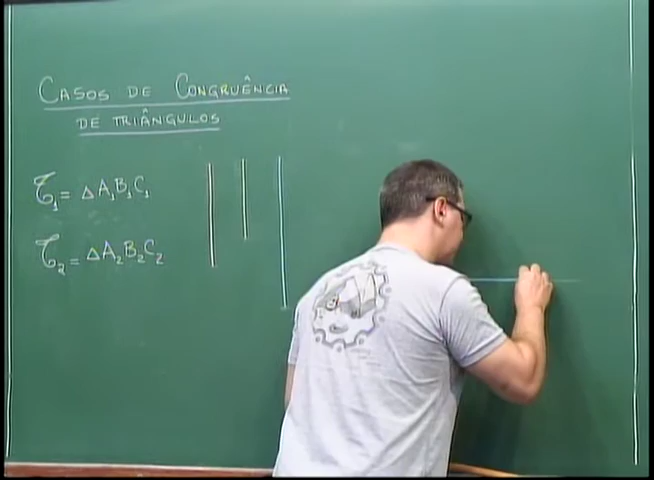 CASOS DE CONGRUÊNCIA
DE TRIÂNGULOS
𝒯₁ = ΔA₁B₁C₁
𝒯₂ = ΔA₂B₂C₂